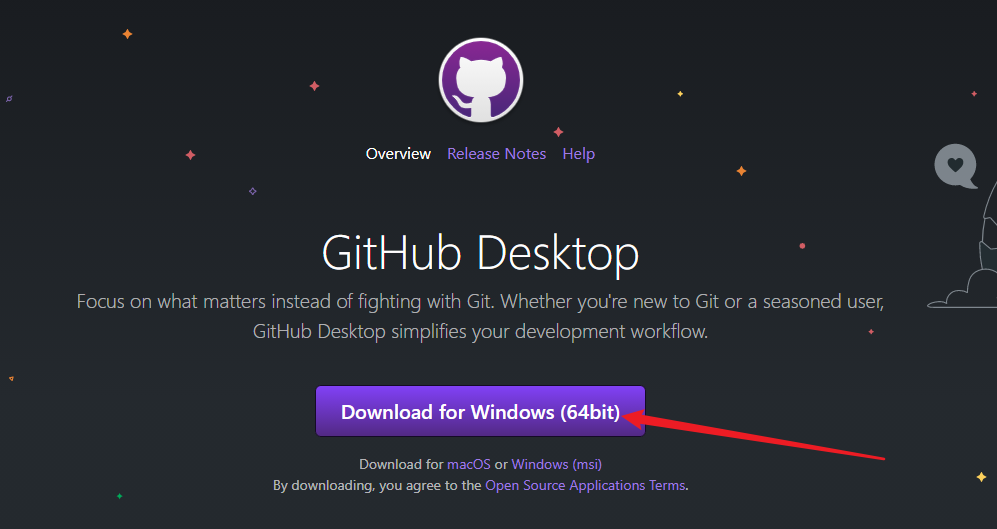 Overview Release Notes Help
GitHub Desktop
Focus on what matters instead of fighting with Git. Whether you're new to Git or a seasoned user,
GitHub Desktop simplifies your development workflow.
Download for Windows (64bit)
Download for macOS or Windows (msi)
By downloading, you agree to the Open Source Applications Terms.